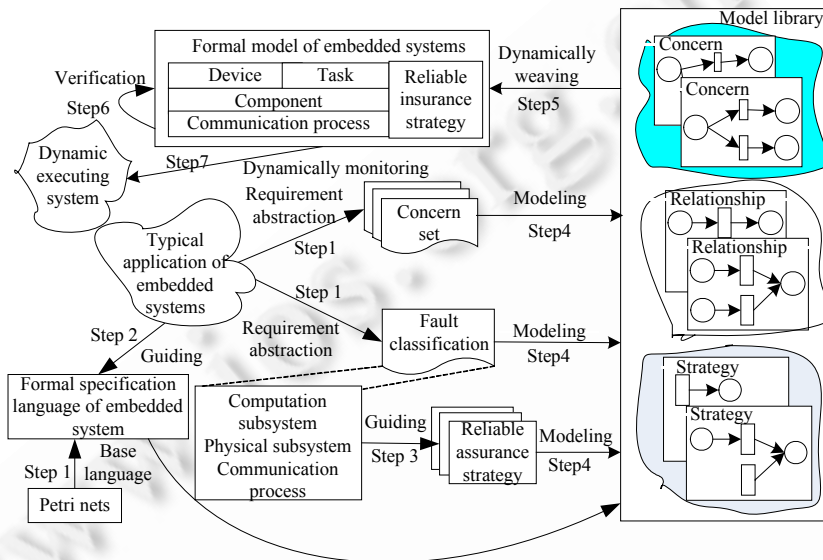 Model library
Formal model of embedded systems
Device
Task
Component
Communication process
Reliable
insurance
strategy
Verification
Step6
Dynamically
weaving
Step5
Concern
Concern
Dynamic
executing
system
Step7
Dynamically monitoring
Requirement
abstraction
Step1
Concern
set
Modeling
Step4
Relationship
Relationship
Typical
application of
embedded
systems
Step 1
Requirement
abstraction
Fault
classification
Modeling
Step4
Step 2
Guiding
Formal specification
language of embedded
system
Computation
subsystem
Physical subsystem
Communication
process
Guiding
Step 3
Reliable
assurance
strategy
Modeling
Step4
Strategy
Strategy
Step 1
Base
language
Petri nets